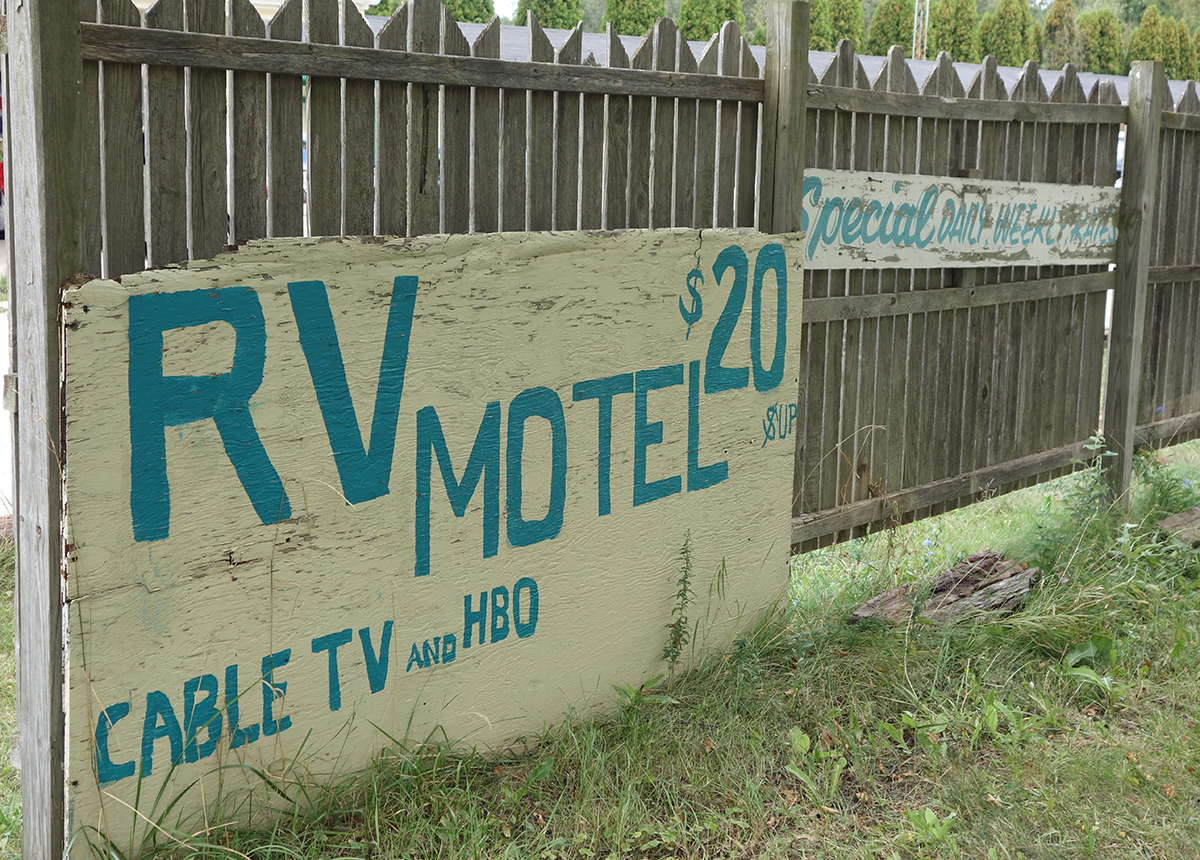 RV MOTEL $20
&UP
CABLE TV AND HBO
Special DAILY, WEEKLY, RATES